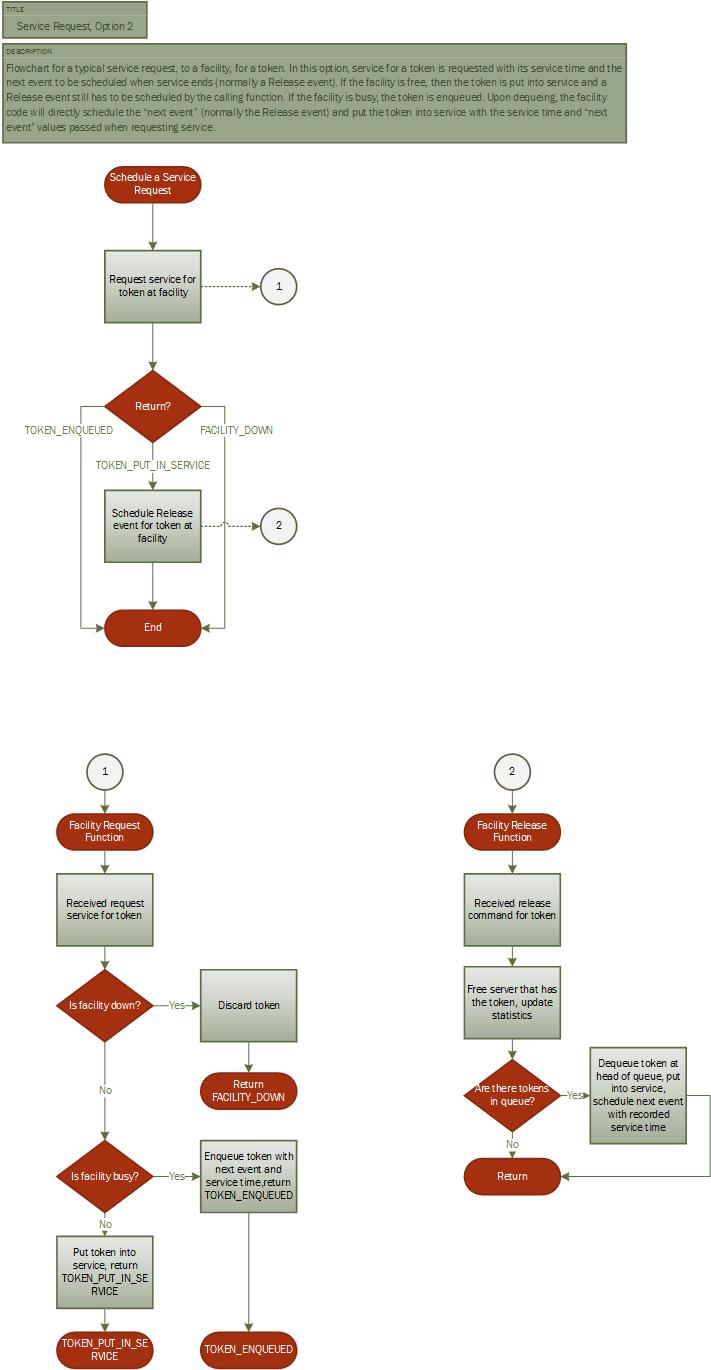 TITLE
Service Request, Option 2
DESCRIPTION
Flowchart for a typical service request, to a facility, for a token. In this option, service for a token is requested with its service time and the
next event to be scheduled when service ends (normally a Release event). If the facility is free, then the token is put into service and a
Release event still has to be scheduled by the calling function. If the facility is busy, the token is enqueued. Upon dequeing, the facility
code will directly schedule the “next event” (normally the Release event) and put the token into service with the service time and “next
event” values passed when requesting service.
Schedule a Service
Request
Request service for
token at facility
1
Return?
TOKEN_ENQUEUED
FACILITY_DOWN
TOKEN_PUT_IN_SERVICE
Schedule Release
event for token at
facility
2
End
1
Facility Request
Function
Received request
service for token
Is facility down?
Yes
Discard token
Return
FACILITY_DOWN
No
Is facility busy?
Yes
Enqueue token with
next event and
service time,return
TOKEN_ENQUEUED
No
Put token into
service, return
TOKEN_PUT_IN_SE
RVICE
TOKEN_PUT_IN_SE
RVICE
TOKEN_ENQUEUED
2
Facility Release
Function
Received release
command for token
Free server that has
the token, update
statistics
Are there tokens
in queue?
Yes
Dequeue token at
head of queue, put
into service,
schedule next event
with recorded
service time
No
Return